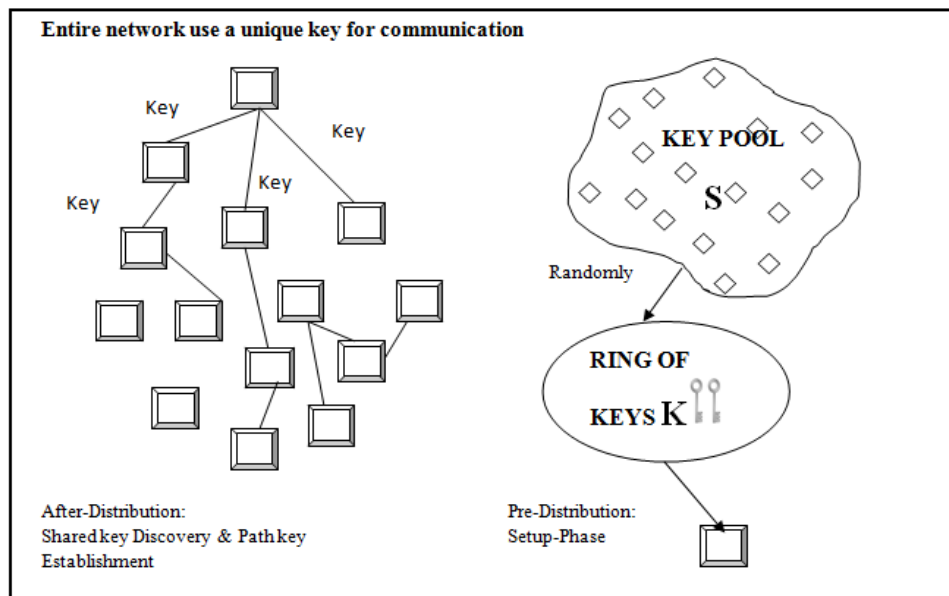 Entire network use a unique key for communication
Key
Key
Key
Key
After-Distribution:
Shared key Discovery & Path key
Establishment
KEY POOL
S
Randomly
RING OF
KEYS K
Pre-Distribution:
Setup-Phase